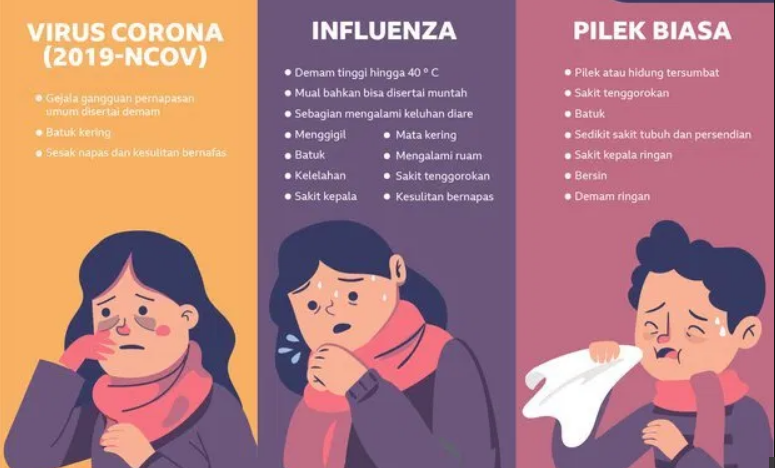 VIRUS CORONA
(2019-NCOV)
Gejala gangguan pernapasan
umum disertai demam
Batuk kering
Sesak napas dan kesulitan bernafas
INFLUENZA
Demam tinggi hingga 40 º C
Mual bahkan bisa disertai muntah
Sebagian mengalami keluhan diare
Menggigil
Batuk
Kelelahan
Sakit kepala
Mata kering
Mengalami ruam
Sakit tenggorokan
Kesulitan bernapas
PILEK BIASA
Pilek atau hidung tersumbat
Sakit tenggorokan
Batuk
Sedikit sakit tubuh dan persendian
Sakit kepala ringan
Bersin
Demam ringan